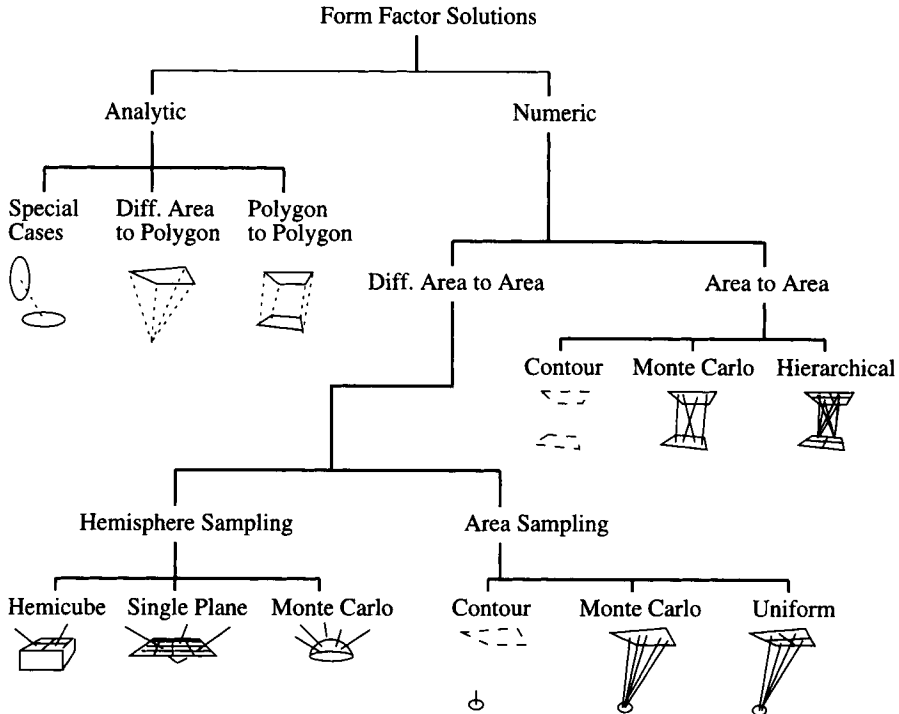 Form Factor Solutions
Analytic
Numeric
Special
Cases
Diff. Area
to Polygon
Polygon
to Polygon
Diff. Area to Area
Area to Area
Contour
Monte Carlo
Hierarchical
Hemisphere Sampling
Area Sampling
Hemicube
Single Plane
Monte Carlo
Contour
Monte Carlo
Uniform